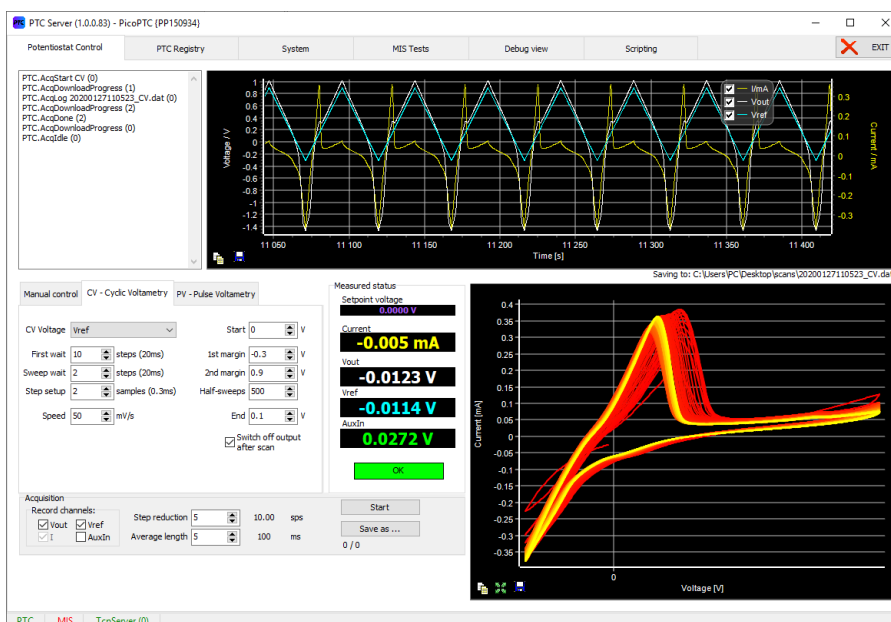 PTC Server (1.0.0.83) - PicoPTC {PP150934}
Potentiostat Control PTC Registry System MIS Tests Debug view Scripting EXIT
PTC.AcqStart CV (0)
PTC.AcqDownloadProgress (1)
PTC.AcqLog 20200127110523_CV.dat (0)
PTC.AcqDownloadProgress (2)
PTC.AcqDone (2)
PTC.AcqDownloadProgress (0)
PTC.AcqIdle (0)
Voltage / V
1
0.8
0.6
0.4
0.2
0
-0.2
-0.4
-0.6
-0.8
-1
-1.2
-1.4
I/mA
Vout
Vref
0.3
0.2
0.1
0
-0.1
-0.2
-0.3
Current / mA
11 050 11 100 11 150 11 200 11 250 11 300 11 350 11 400
Time [s]
Saving to: C:\Users\PC\Desktop\scans\20200127110523_CV.dat
Manual control CV - Cyclic Voltametry PV - Pulse Voltametry
CV Voltage Vref Start 0 V
First wait 10 steps (20ms) 1st margin -0.3 V
Sweep wait 2 steps (20ms) 2nd margin 0.9 V
Step setup 2 samples (0.3ms) Half-sweeps 500
Speed 50 mV/s End 0.1 V
Switch off output
after scan
Measured status
Setpoint voltage
0.0000 V
Current
-0.005 mA
Vout
-0.0123 V
Vref
-0.0114 V
AuxIn
0.0272 V
OK
Current [mA]
0.4
0.35
0.3
0.25
0.2
0.15
0.1
0.05
0
-0.05
-0.1
-0.15
-0.2
-0.25
-0.3
-0.35
0
Voltage [V]
Acquisition
Record channels:
Vout Vref
I AuxIn
Step reduction 5 10.00 sps
Average length 5 100 ms
Start
Save as ...
0 / 0
PTC MIS TcpServer (0)